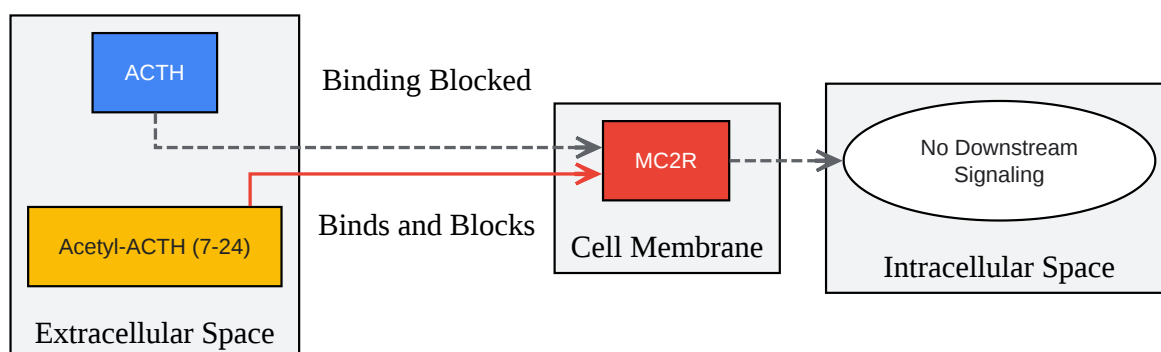 ACTH
Binding Blocked
MC2R
No Downstream
Signaling
Binds and Blocks
Acetyl-ACTH (7-24)
Cell Membrane
Intracellular Space
Extracellular Space